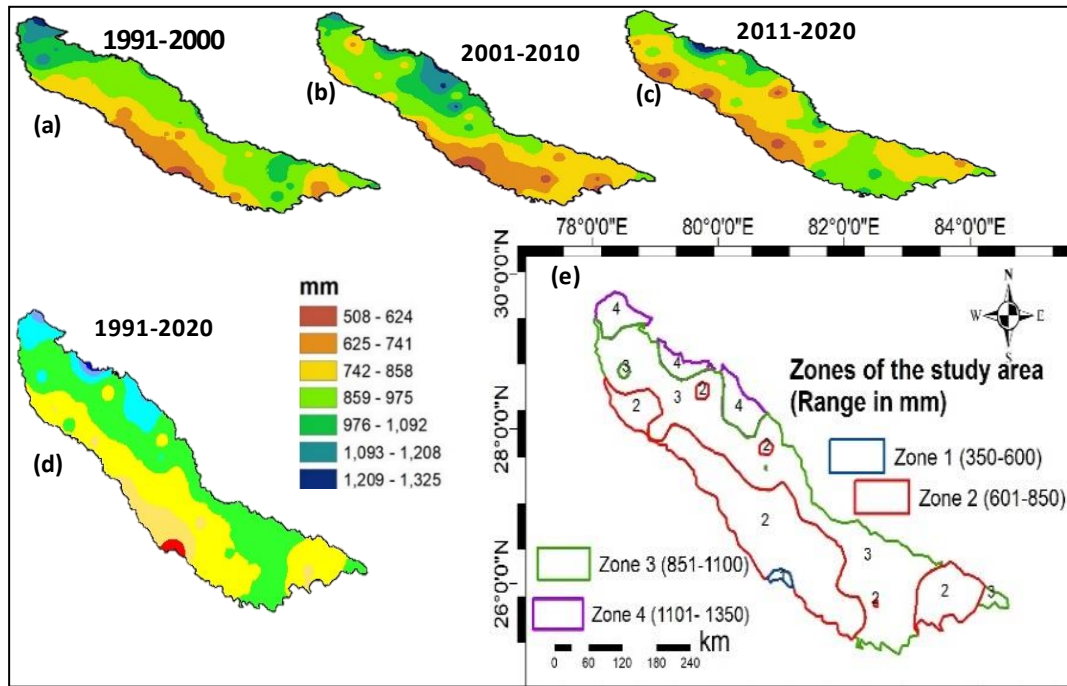 1991-2000
2001-2010
2011-2020
(a)
(b)
(c)
78°0'0"E
80°0'0"E
82°0'0"E
84°0'0"E
30°0'0"N
28°0'0"N
26°0'0"N
(d)
1991-2020
mm
508 - 624
625 - 741
742 - 858
859 - 975
976 - 1,092
1,093 - 1,208
1,209 - 1,325
(e)
N
W
E
S
Zones of the study area
(Range in mm)
Zone 1 (350-600)
Zone 2 (601-850)
Zone 3 (851-1100)
Zone 4 (1101- 1350)
km
0 60 120 180 240
4
4
4
3
3
2
2
2
2
3
2
2
3